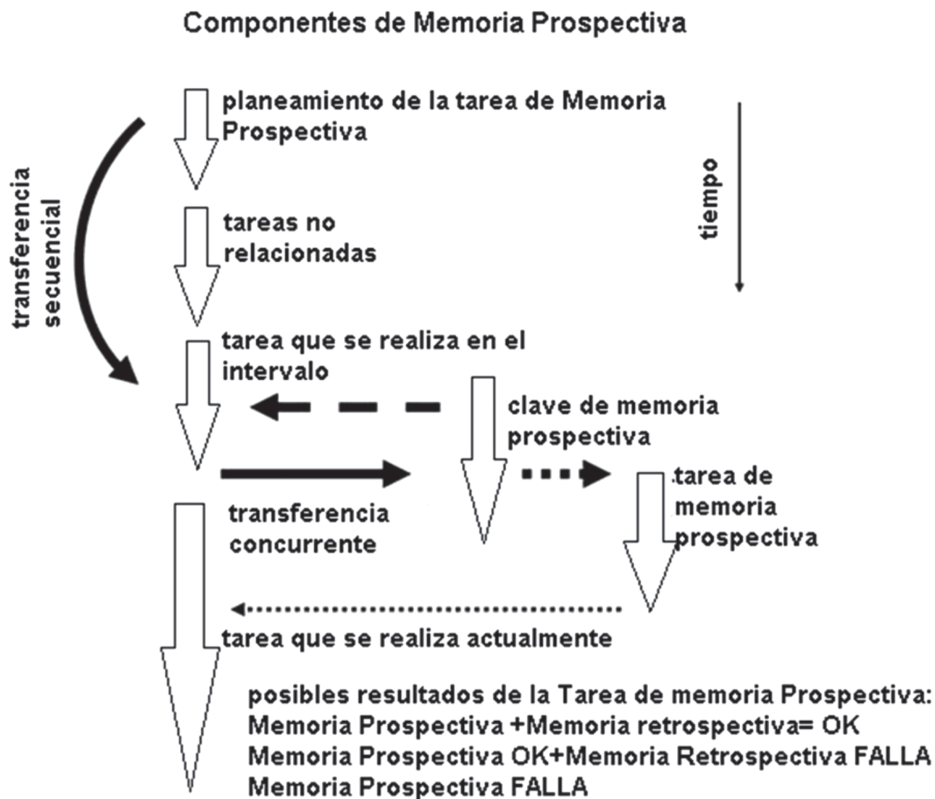 Componentes de Memoria Prospectiva
planeamiento de la tarea de Memoria
Prospectiva
tiempo
transferencia
secuencial
tareas no
relacionadas
tarea que se realiza en el
intervalo
clave de memoria
prospectiva
.tarea de
memoria
prospectiva
transferencia
concurrente
tarea que se realiza actualmente
posibles resultados de la Tarea de memoria Prospectiva:
Memoria Prospectiva +Memoria retrospectiva= OK
Memoria Prospectiva OK+Memoria Retrospectiva FALLA
Memoria Prospectiva FALLA